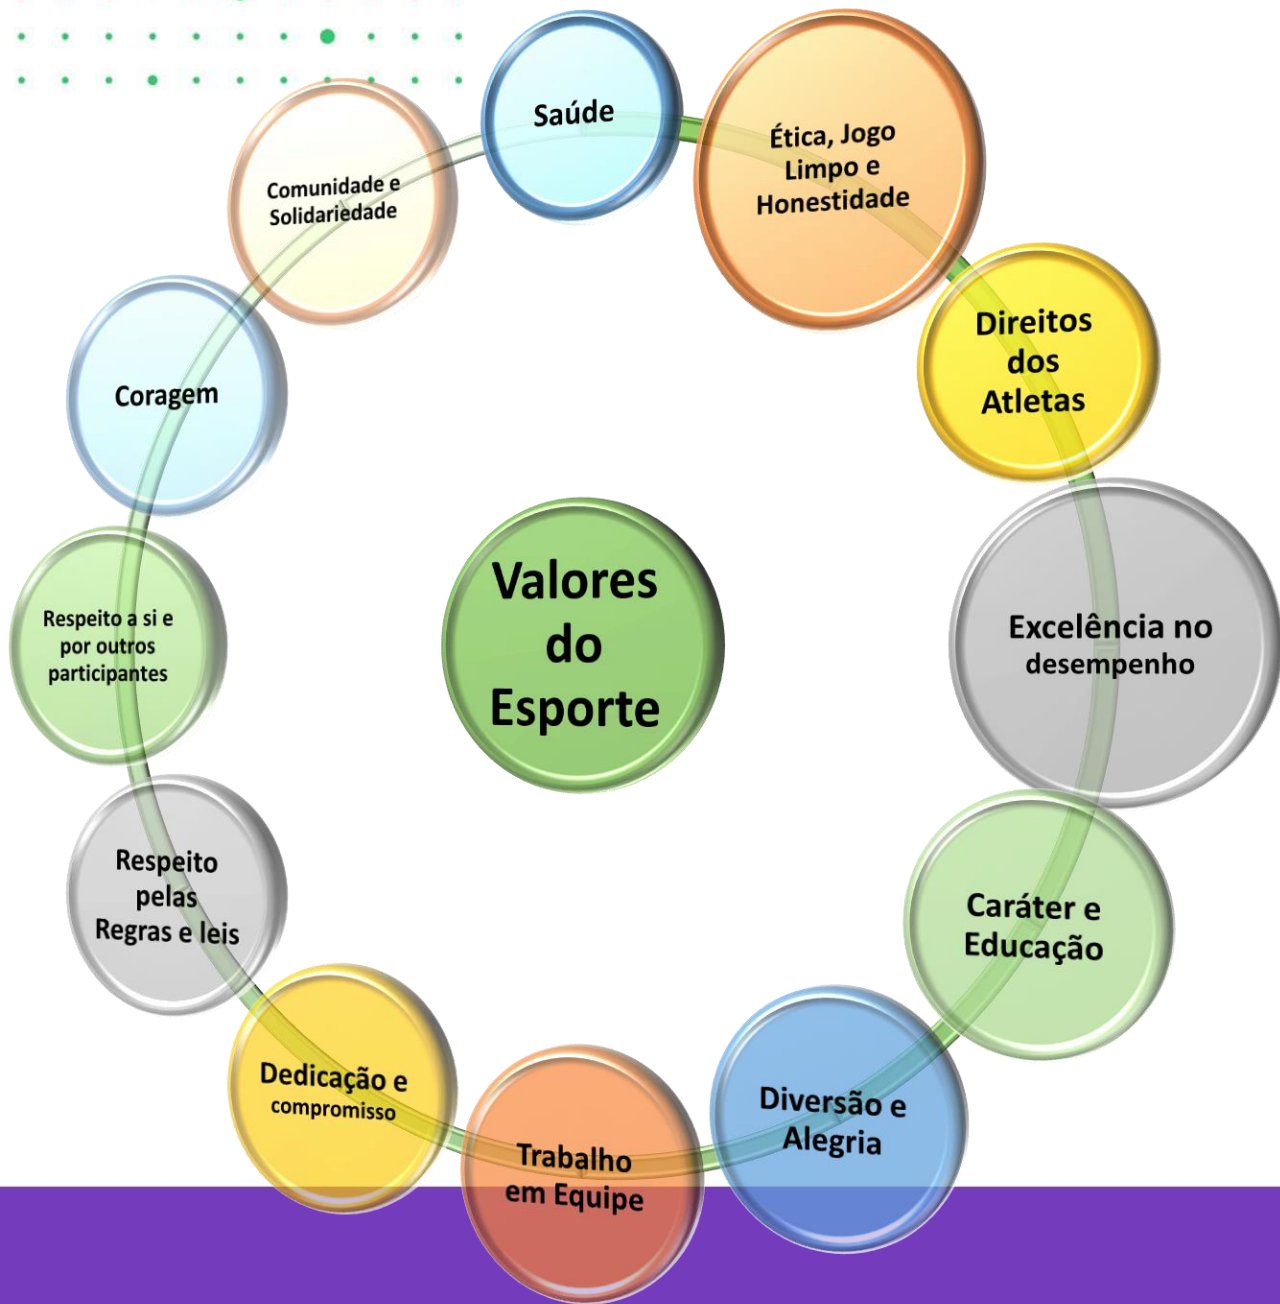 Saúde
Ética, Jogo
Limpo e
Honestidade
Direitos
dos
Atletas
Excelência no
desempenho
Caráter e
Educação
Diversão e
Alegria
Trabalho
em Equipe
Dedicação e
compromisso
Respeito
pelas
Regras e leis
Respeito a si e
por outros
participantes
Coragem
Comunidade e
Solidariedade
Valores
do
Esporte